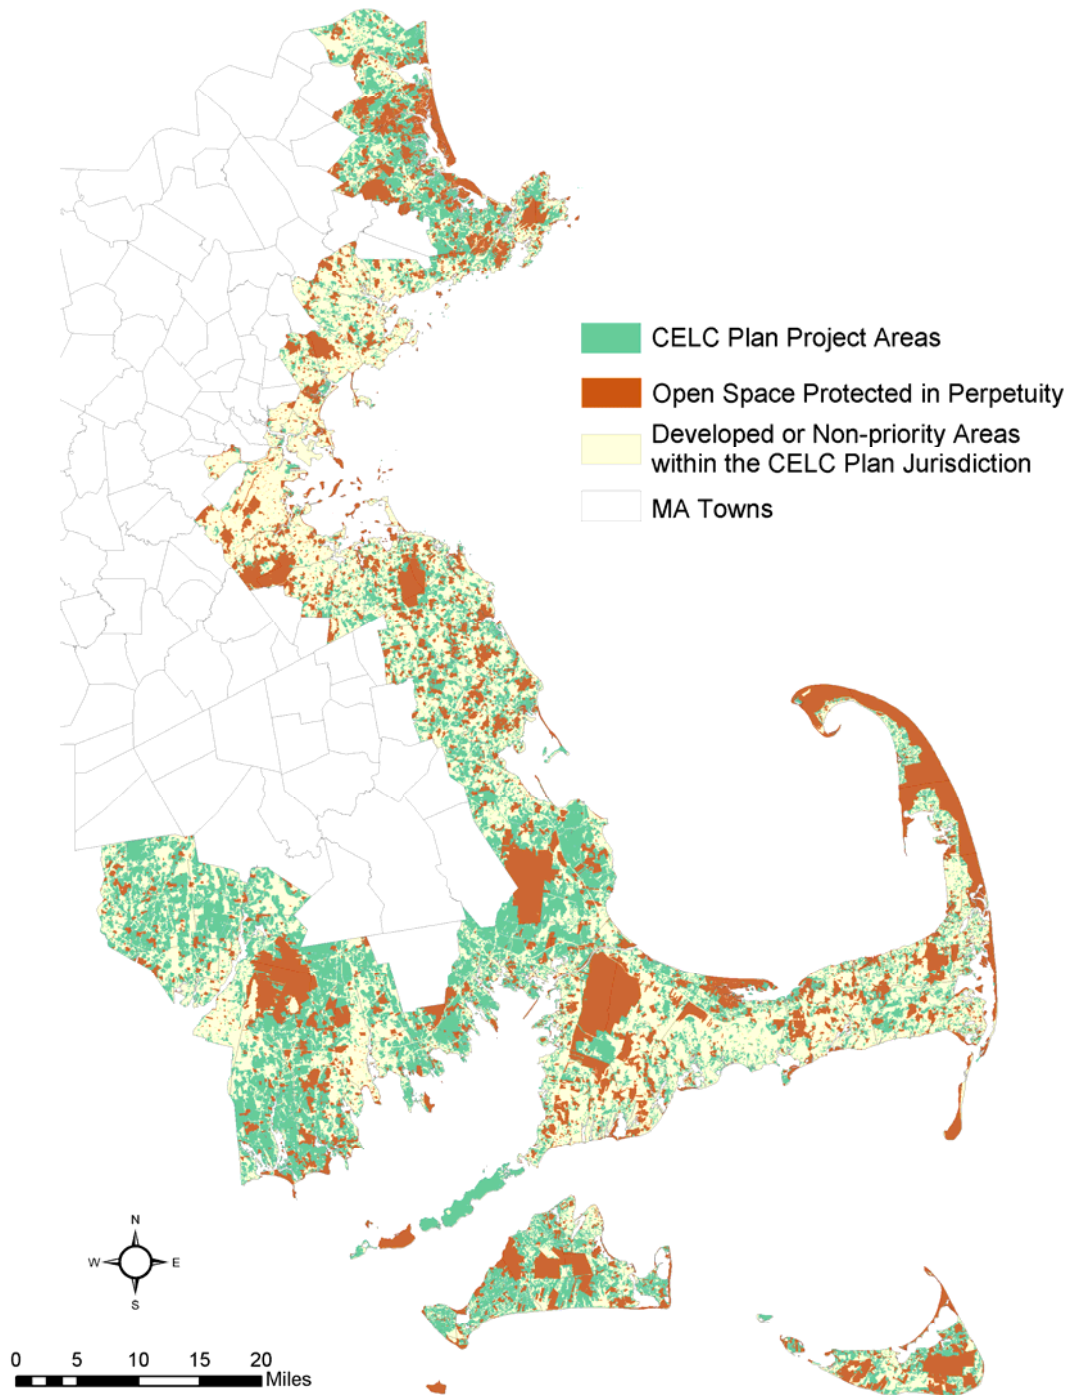 CELC Plan Project Areas
Open Space Protected in Perpetuity
Developed or Non-priority Areas
within the CELC Plan Jurisdiction
MA Towns
N
W E
S
0 5 10 15 20
Miles